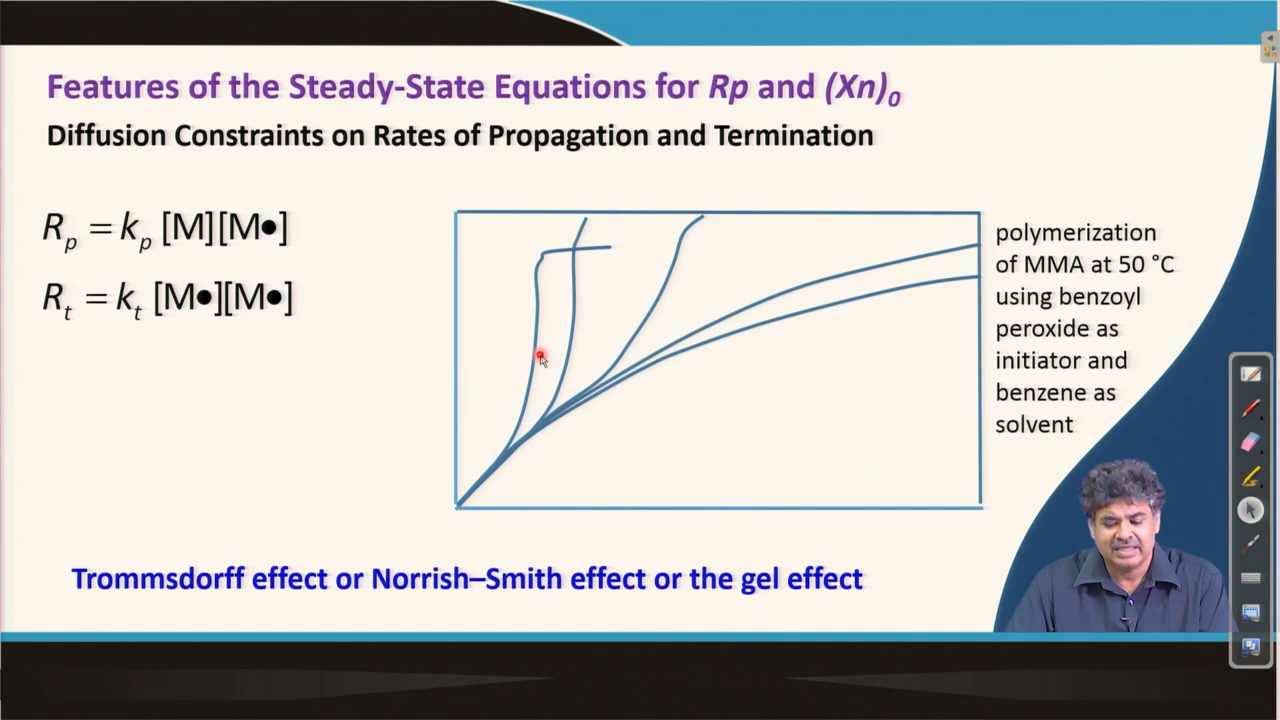 Features of the Steady-State Equations for Rp and (Xn)₀
Diffusion Constraints on Rates of Propagation and Termination
Rₚ = kₚ [M][M●]
Rₜ = kₜ [M●][M●]
polymerization
of MMA at 50 °C
using benzoyl
peroxide as
initiator and
benzene as
solvent
Trommsdorff effect or Norrish–Smith effect or the gel effect